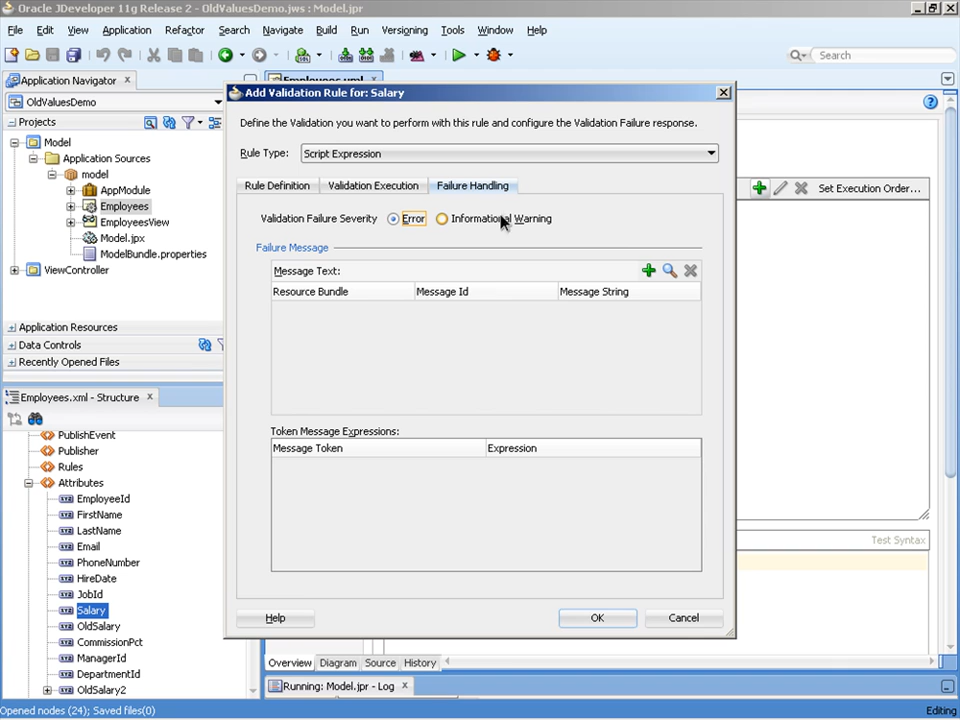 Oracle JDeveloper 11g Release 2 - OldValuesDemo.jws : Model.jpr
File Edit View Application Refactor Search Navigate Build Run Versioning Tools Window Help
Search
Application Navigator
Employees.xml
OldValuesDemo
Projects
Model
Application Sources
model
AppModule
Employees
EmployeesView
Model.jpx
ModelBundle.properties
ViewController
Application Resources
Data Controls
Recently Opened Files
Employees.xml - Structure
PublishEvent
Publisher
Rules
Attributes
EmployeeId
FirstName
LastName
Email
PhoneNumber
HireDate
JobId
Salary
OldSalary
CommissionPct
ManagerId
DepartmentId
OldSalary2
Add Validation Rule for: Salary
Define the Validation you want to perform with this rule and configure the Validation Failure response.
Rule Type: Script Expression
Rule Definition Validation Execution Failure Handling
Validation Failure Severity Error Informational Warning
Failure Message
Message Text:
Resource Bundle Message Id Message String
Token Message Expressions:
Message Token Expression
Help OK Cancel
Set Execution Order...
Test Syntax
Overview Diagram Source History
Running: Model.jpr - Log
Opened nodes (24); Saved files(0) Editing